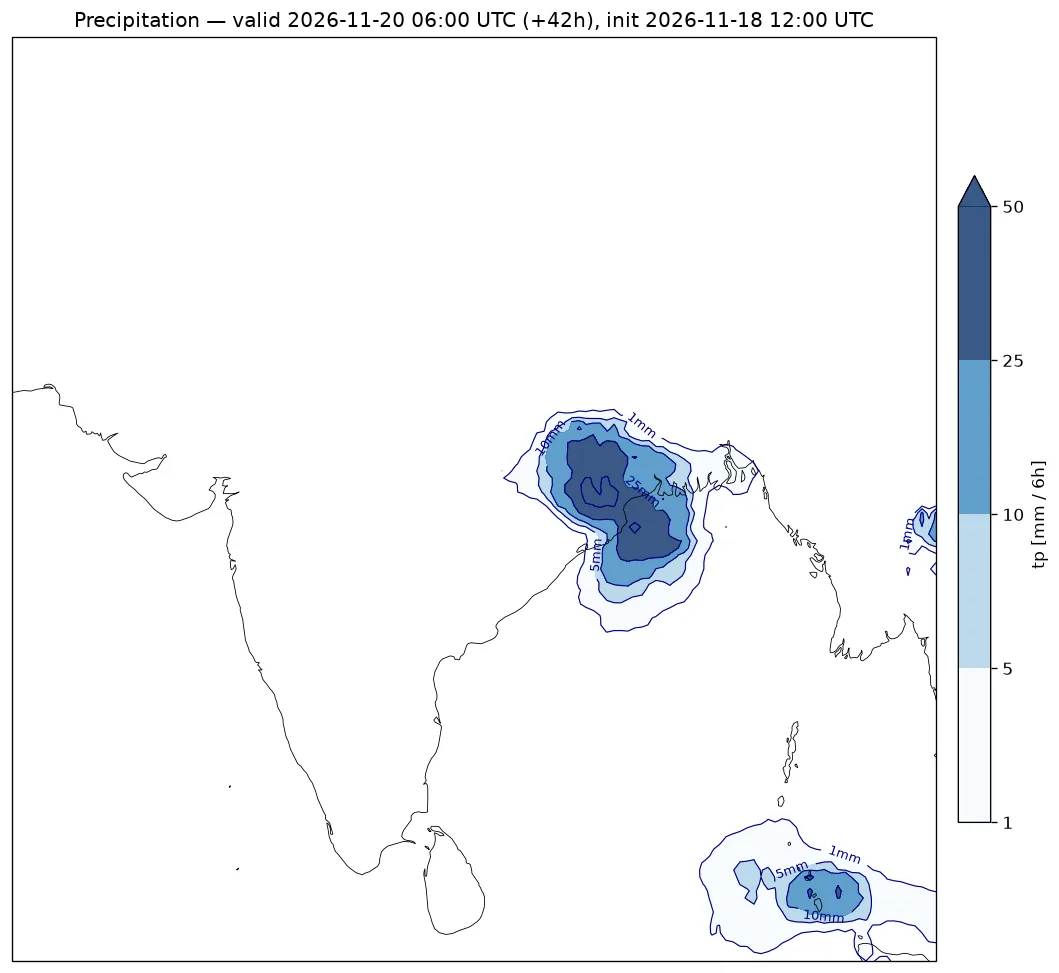 Precipitation — valid 2026-11-20 06:00 UTC (+42h), init 2026-11-18 12:00 UTC
50
25
10
5
1
tp [mm / 6h]
1mm
10mm
25mm
5mm
1mm
1mm
5mm
10mm